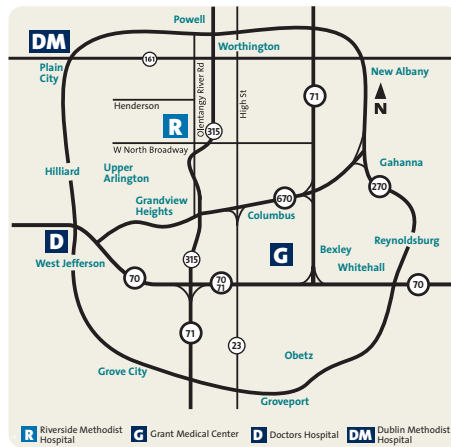 Powell
DM
Worthington
161
Plain
City
New Albany
Olentangy River Rd
High St
71
N
Henderson
R
315
W North Broadway
Gahanna
Upper
Arlington
Hilliard
270
Grandview
Heights
670
Columbus
D
Reynoldsburg
G
Bexley
West Jefferson
315
Whitehall
70
70
71
70
71
23
Obetz
Grove City
Groveport
R Riverside Methodist
Hospital
G Grant Medical Center
D Doctors Hospital
DM Dublin Methodist
Hospital